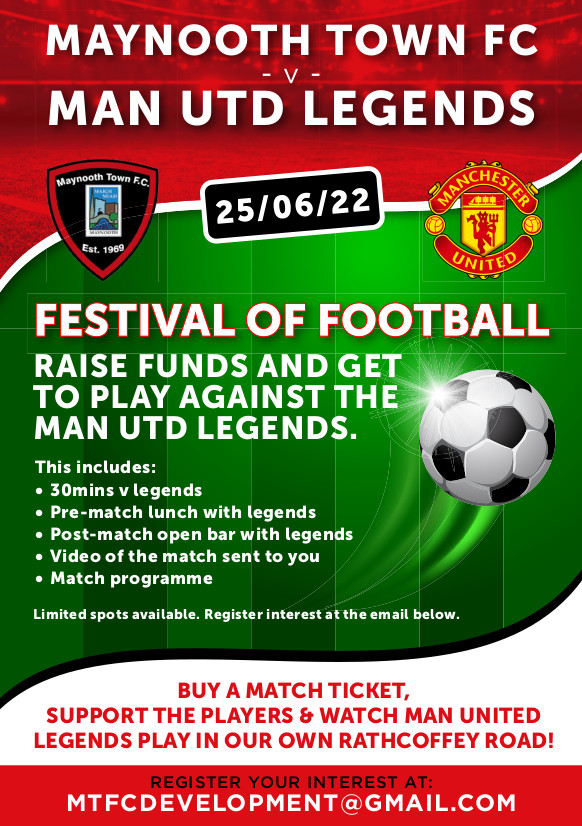 MAYNOOTH TOWN FC
- V -
MAN UTD LEGENDS
Maynooth Town F.C.
MAIGH
NUAD
MAYNOOTH
Est. 1969
25/06/22
MANCHESTER
UNITED
FESTIVAL OF FOOTBALL
RAISE FUNDS AND GET
TO PLAY AGAINST THE
MAN UTD LEGENDS.
This includes:
• 30mins v legends
• Pre-match lunch with legends
• Post-match open bar with legends
• Video of the match sent to you
• Match programme
Limited spots available. Register interest at the email below.
BUY A MATCH TICKET,
SUPPORT THE PLAYERS & WATCH MAN UNITED
LEGENDS PLAY IN OUR OWN RATHCOFFEY ROAD!
REGISTER YOUR INTEREST AT:
MTFCDEVELOPMENT@GMAIL.COM